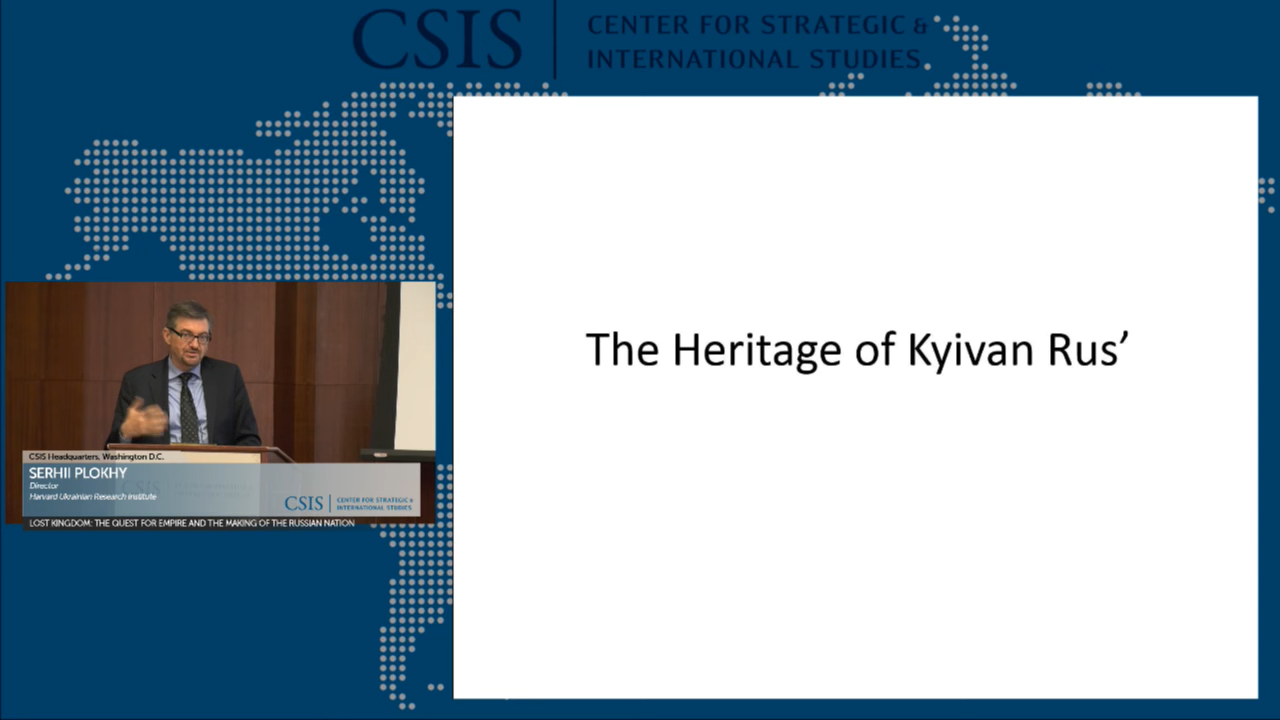 CSIS
CENTER FOR STRATEGIC &
INTERNATIONAL STUDIES
The Heritage of Kyivan Rus’
CSIS Headquarters, Washington D.C.
SERHII PLOKHY
Director
Harvard Ukrainian Research Institute
CSIS
CENTER FOR STRATEGIC &
INTERNATIONAL STUDIES
LOST KINGDOM: THE QUEST FOR EMPIRE AND THE MAKING OF THE RUSSIAN NATION